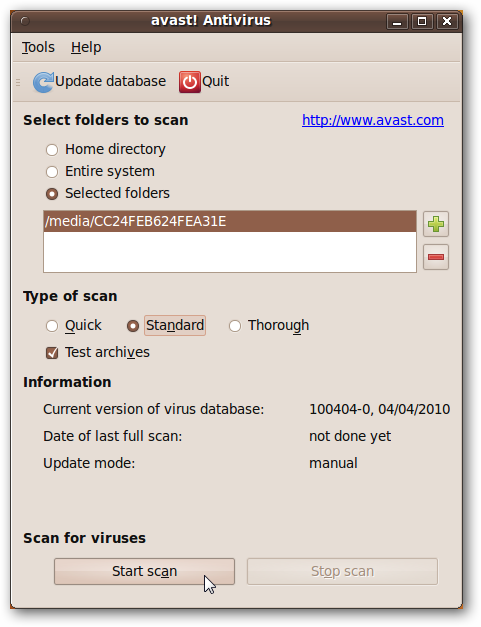 avast! Antivirus
Tools Help
Update database Quit
Select folders to scan http://www.avast.com
Home directory
Entire system
Selected folders
/media/CC24FEB624FEA31E
Type of scan
Quick Standard Thorough
Test archives
Information
Current version of virus database: 100404-0, 04/04/2010
Date of last full scan: not done yet
Update mode: manual
Scan for viruses
Start scan Stop scan